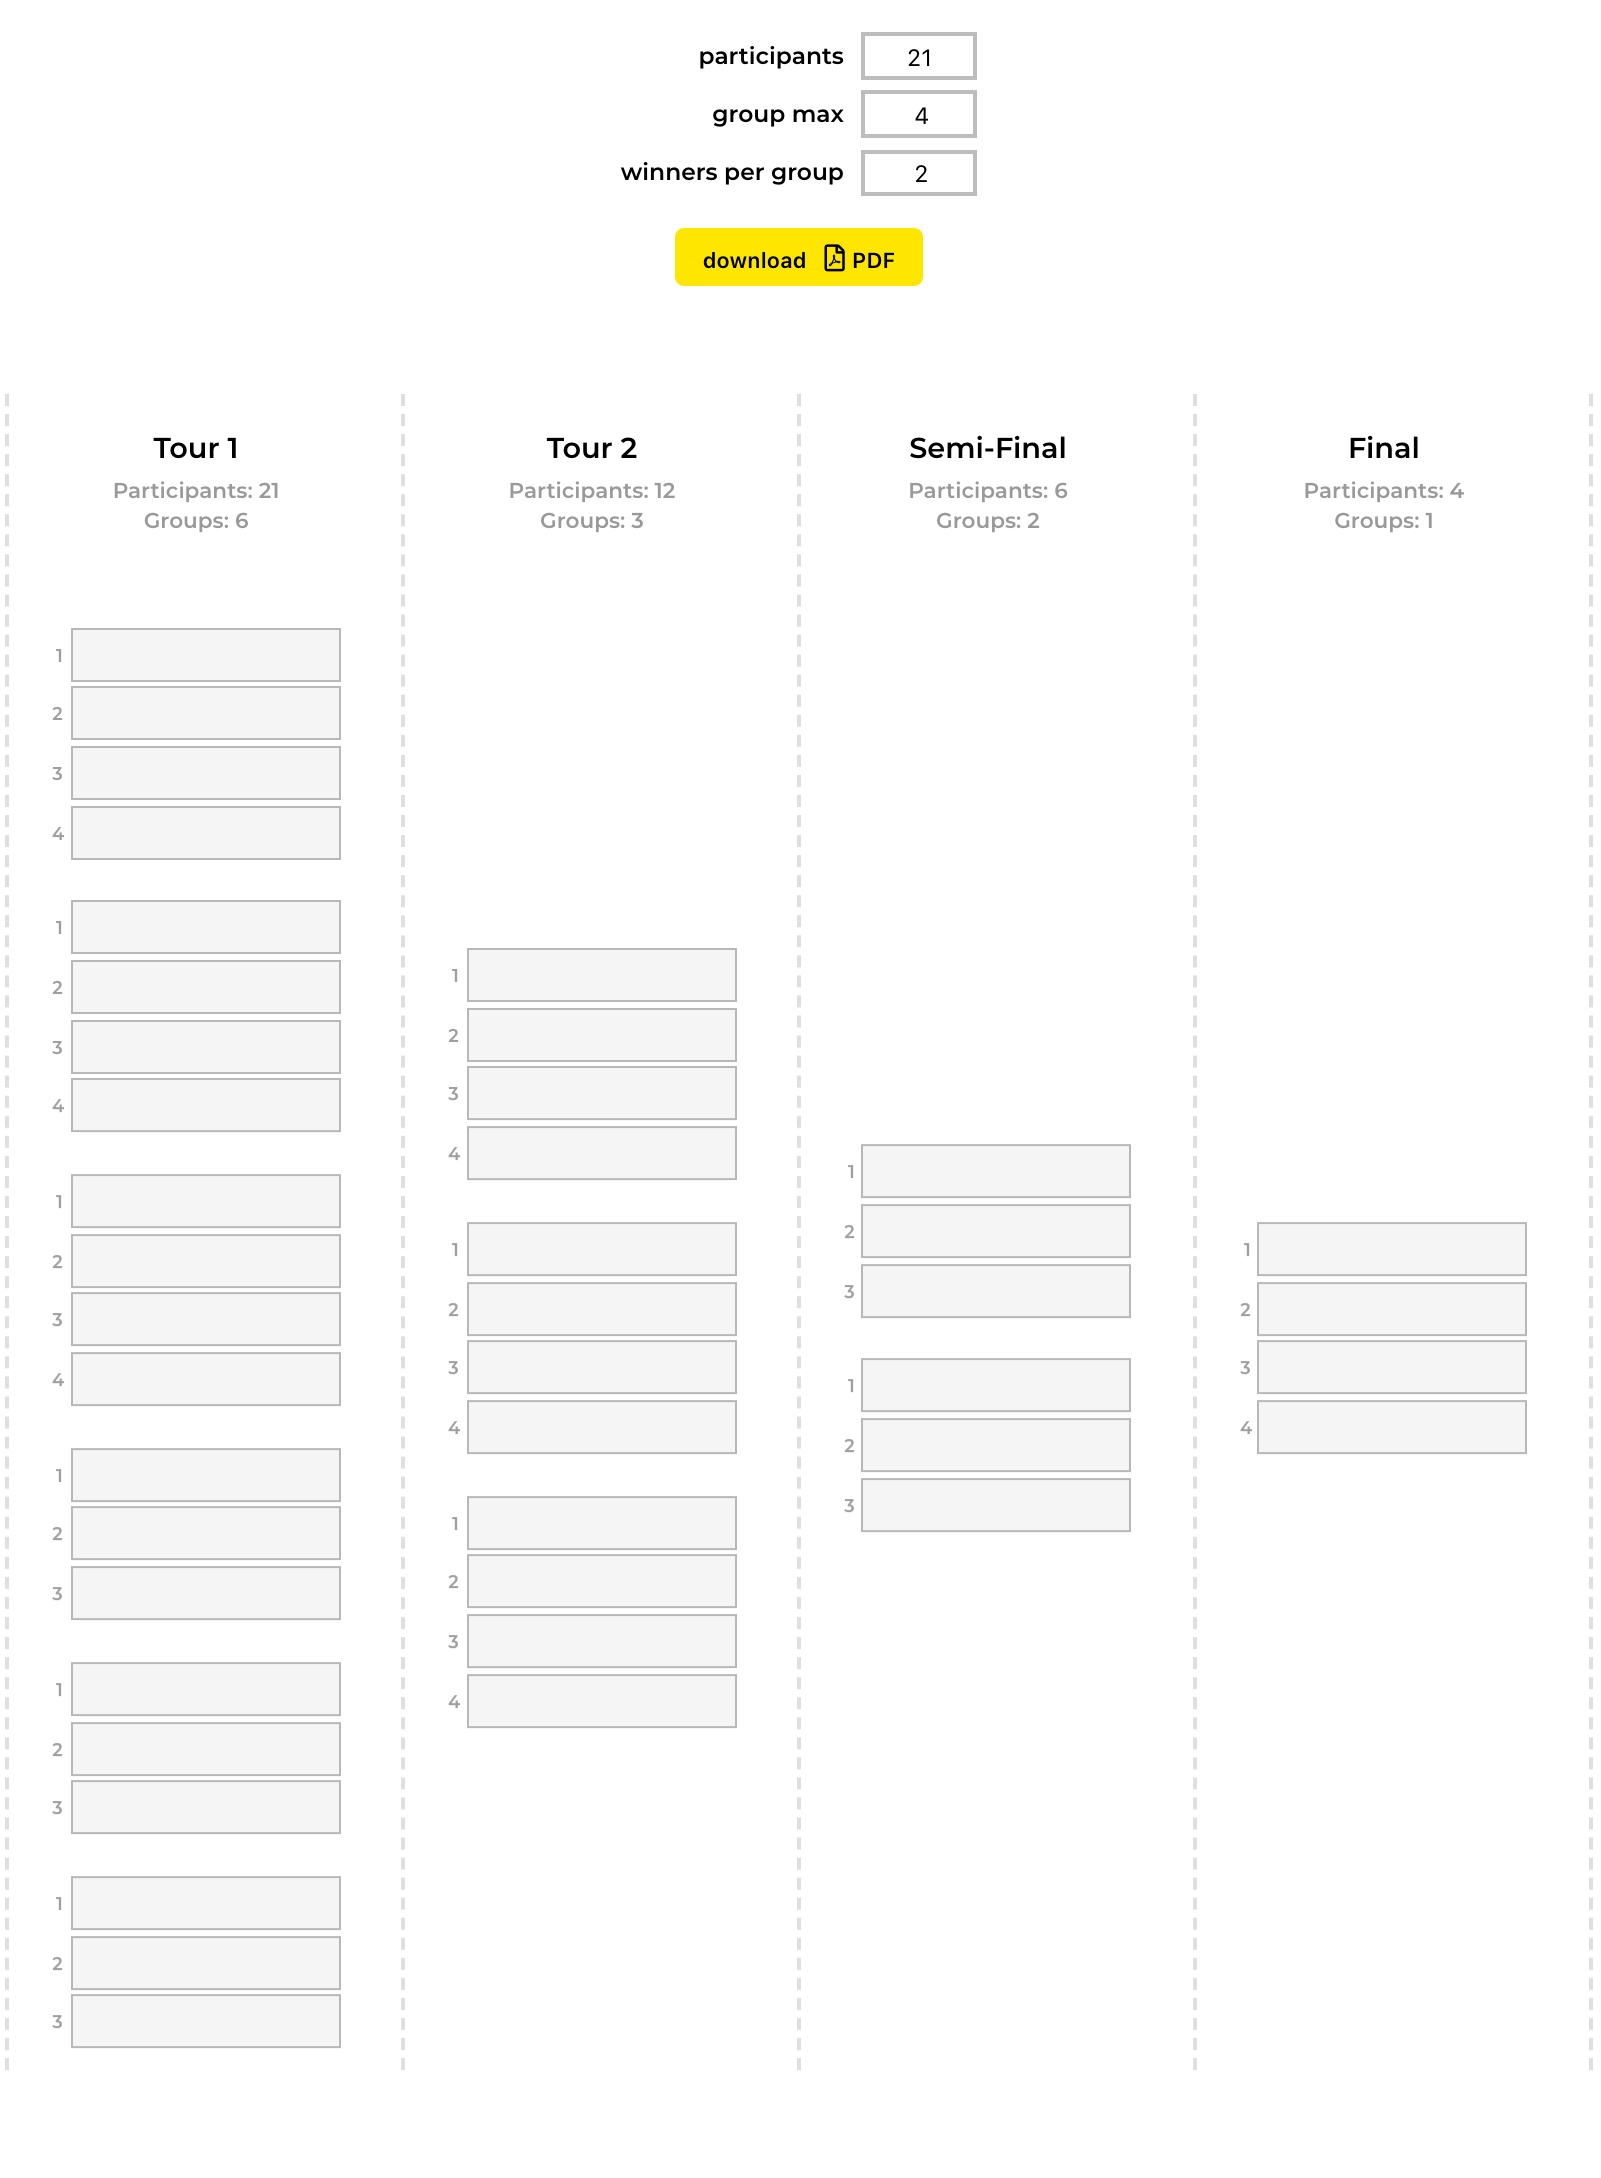 participants 21
group max 4
winners per group 2
download PDF
Tour 1
Participants: 21
Groups: 6
1
2
3
4
1
2
3
4
1
2
3
4
1
2
3
1
2
3
1
2
3
Tour 2
Participants: 12
Groups: 3
1
2
3
4
1
2
3
4
1
2
3
4
Semi-Final
Participants: 6
Groups: 2
1
2
3
1
2
3
Final
Participants: 4
Groups: 1
1
2
3
4